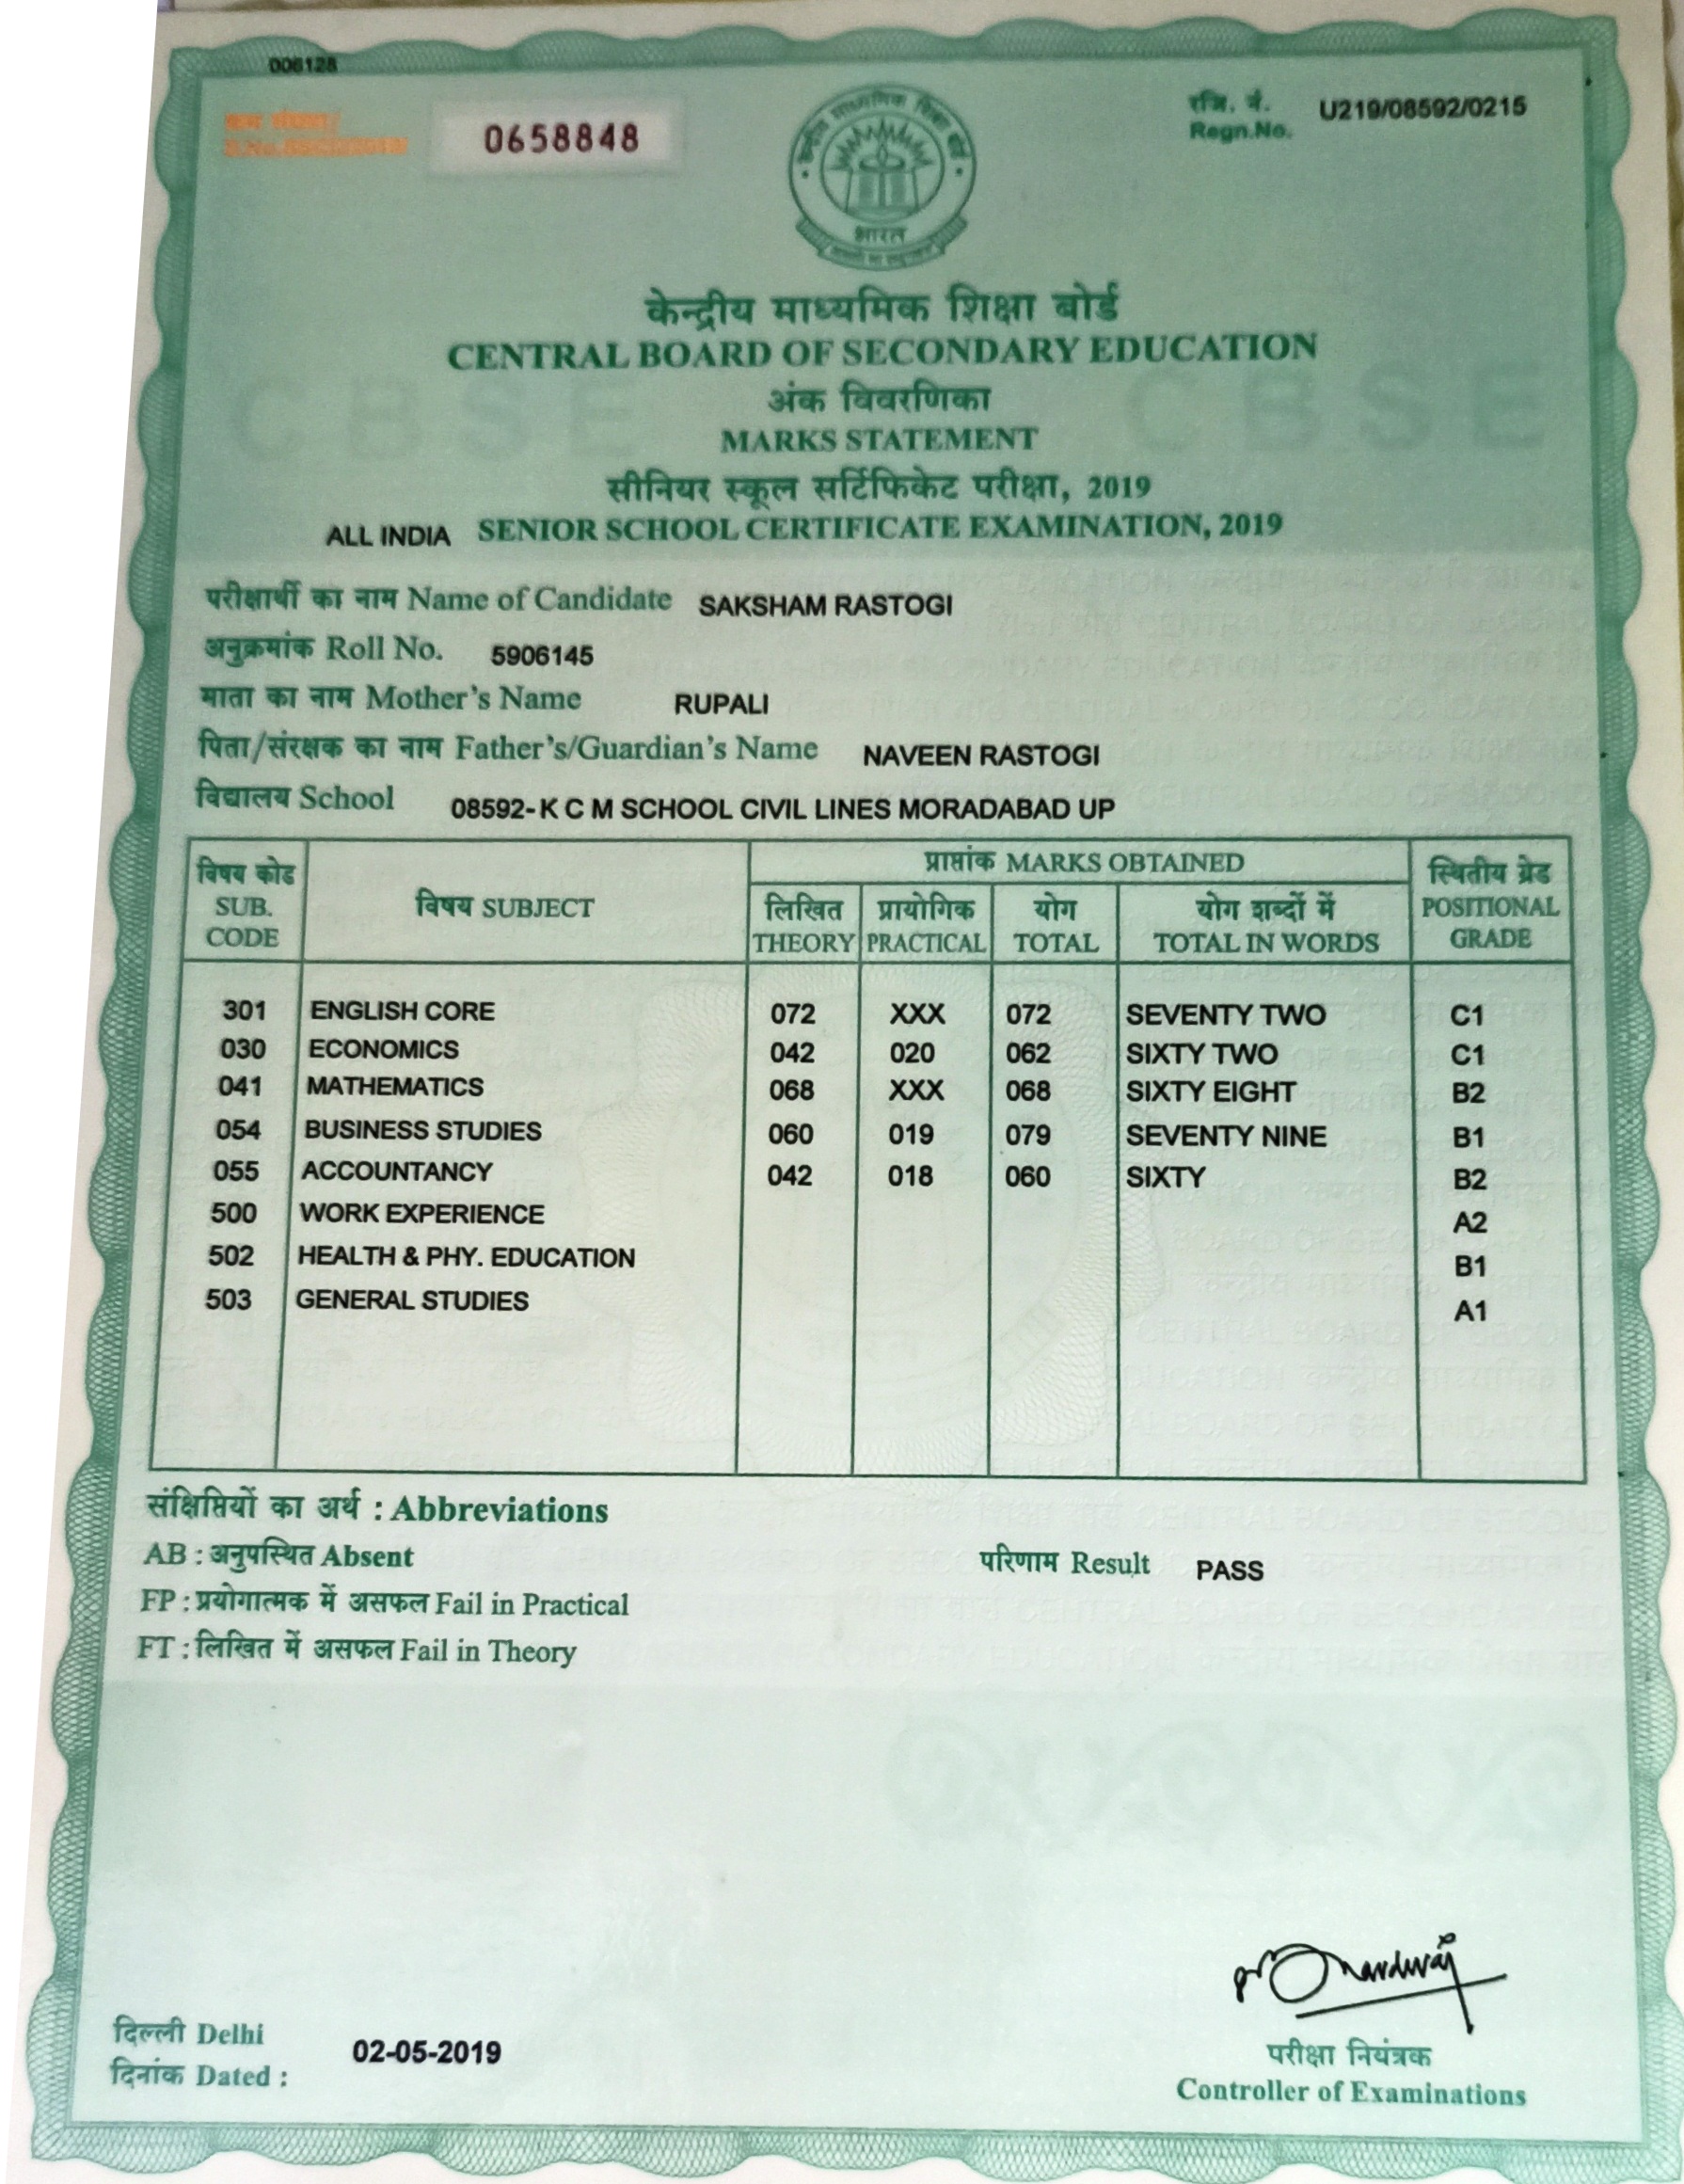 006128
0658848
रजि. नं. U219/08592/0215
Regn.No.
भारत
केन्द्रीय माध्यमिक शिक्षा बोर्ड
CENTRAL BOARD OF SECONDARY EDUCATION
CBSE CBSE
अंक विवरणिका
MARKS STATEMENT
सीनियर स्कूल सर्टिफिकेट परीक्षा, 2019
ALL INDIA SENIOR SCHOOL CERTIFICATE EXAMINATION, 2019
परीक्षार्थी का नाम Name of Candidate SAKSHAM RASTOGI
अनुक्रमांक Roll No. 5906145
माता का नाम Mother's Name RUPALI
पिता/संरक्षक का नाम Father's/Guardian's Name NAVEEN RASTOGI
विद्यालय School 08592- K C M SCHOOL CIVIL LINES MORADABAD UP
विषय कोड SUB. CODE विषय SUBJECT प्राप्तांक MARKS OBTAINED स्थितीय ग्रेड POSITIONAL GRADE
लिखित THEORY प्रायोगिक PRACTICAL योग TOTAL योग शब्दों में TOTAL IN WORDS
301 ENGLISH CORE 072 XXX 072 SEVENTY TWO C1
030 ECONOMICS 042 020 062 SIXTY TWO C1
041 MATHEMATICS 068 XXX 068 SIXTY EIGHT B2
054 BUSINESS STUDIES 060 019 079 SEVENTY NINE B1
055 ACCOUNTANCY 042 018 060 SIXTY B2
500 WORK EXPERIENCE A2
502 HEALTH & PHY. EDUCATION B1
503 GENERAL STUDIES A1
संक्षिप्तियों का अर्थ : Abbreviations
AB : अनुपस्थित Absent
परिणाम Result PASS
FP : प्रयोगात्मक में असफल Fail in Practical
FT : लिखित में असफल Fail in Theory
दिल्ली Delhi
दिनांक Dated : 02-05-2019
परीक्षा नियंत्रक
Controller of Examinations